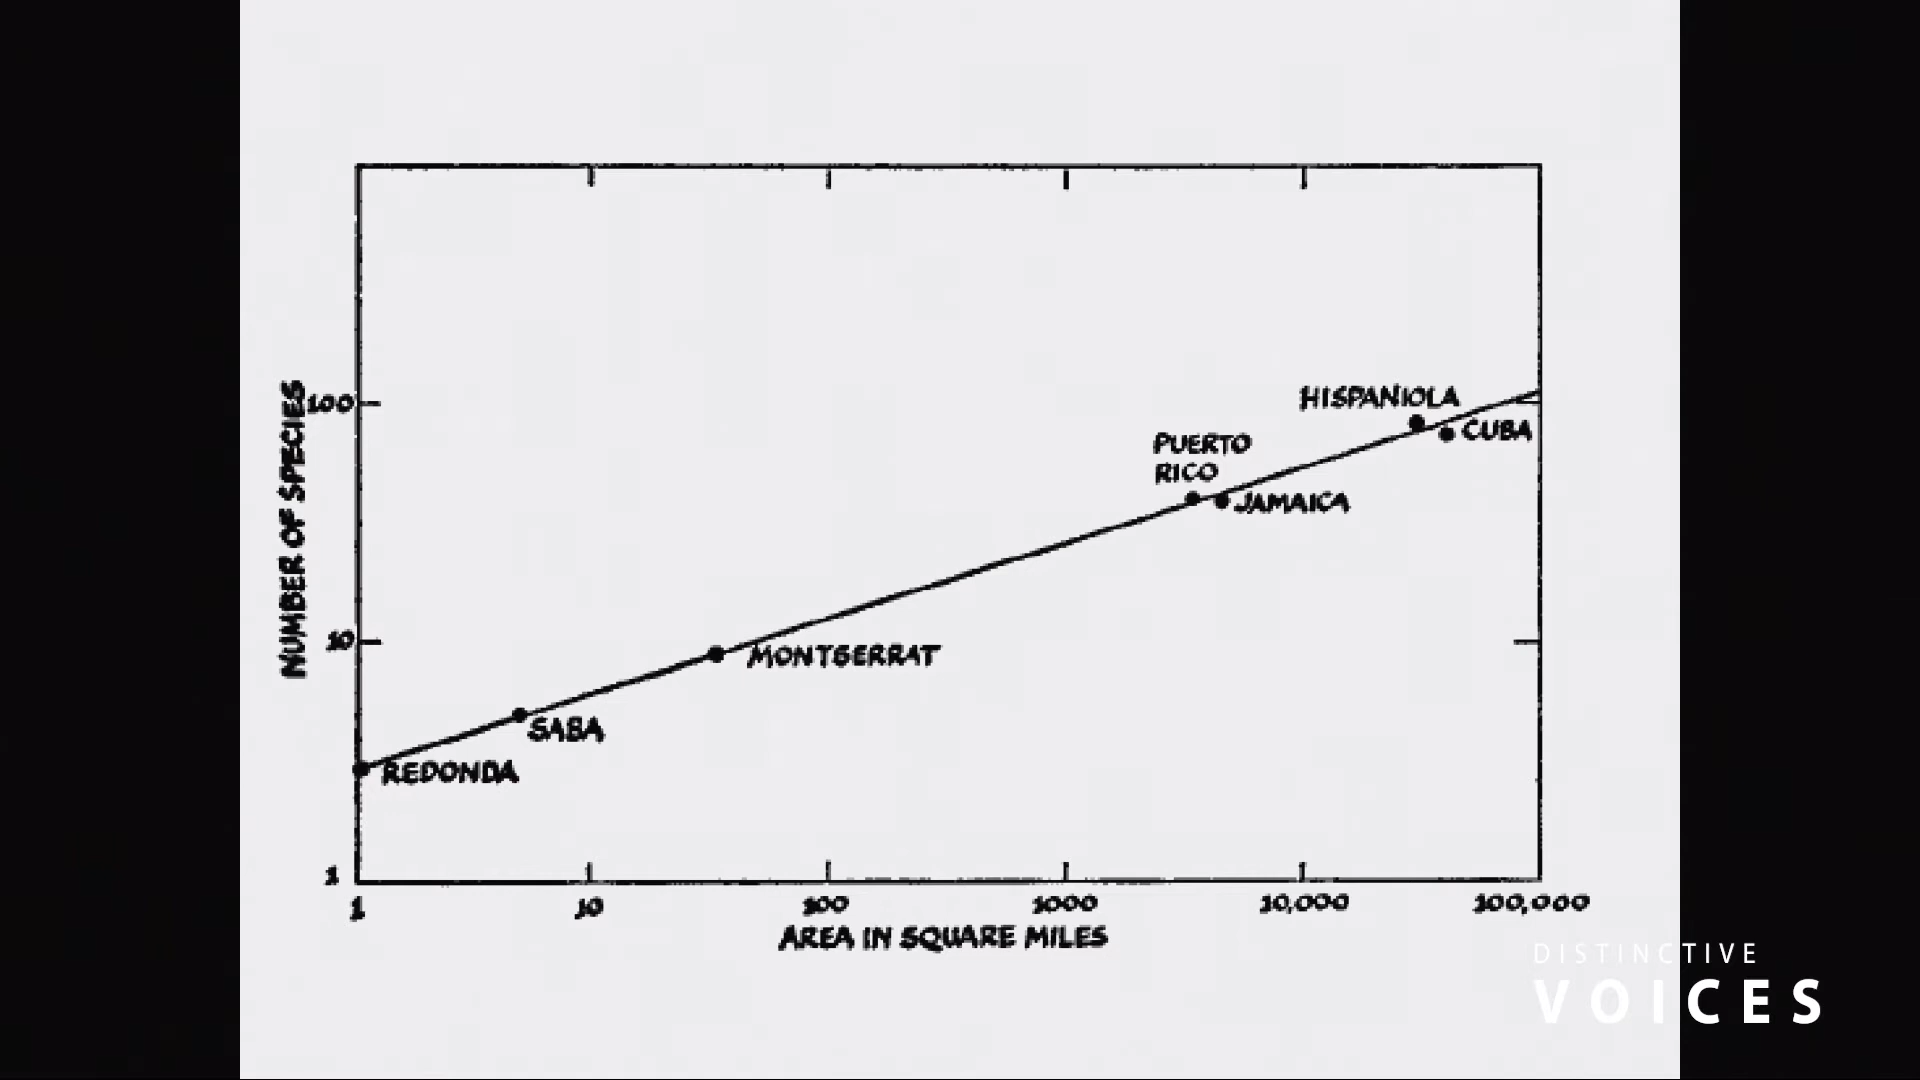 NUMBER OF SPECIES
100
10
1
HISPANIOLA
CUBA
PUERTO
RICO
JAMAICA
MONTSERRAT
SABA
REDONDA
1
10
100
1000
10,000
100,000
AREA IN SQUARE MILES
DISTINCTIVE
VOICES